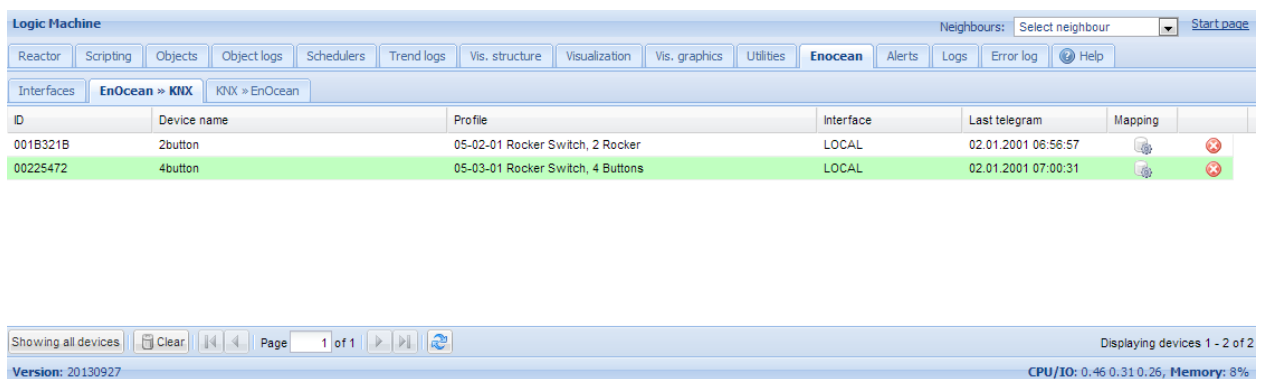 Logic Machine Neighbours: Select neighbour Start page
Reactor Scripting Objects Object logs Schedulers Trend logs Vis. structure Visualization Vis. graphics Utilities Enocean Alerts Logs Error log Help
Interfaces EnOcean » KNX KNX » EnOcean
ID Device name Profile Interface Last telegram Mapping
001B321B 2button 05-02-01 Rocker Switch, 2 Rocker LOCAL 02.01.2001 06:56:57
00225472 4button 05-03-01 Rocker Switch, 4 Buttons LOCAL 02.01.2001 07:00:31
Showing all devices Clear Page 1 of 1 Displaying devices 1 - 2 of 2
Version: 20130927 CPU/IO: 0.46 0.31 0.26, Memory: 8%